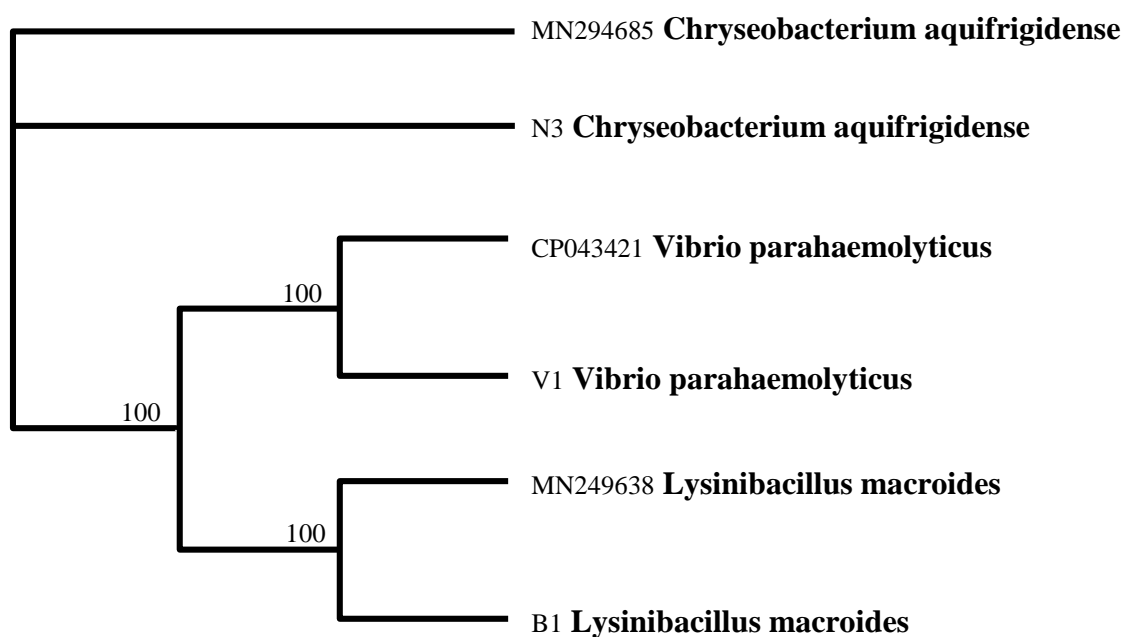 MN294685 Chryseobacterium aquifrigidense
N3 Chryseobacterium aquifrigidense
CP043421 Vibrio parahaemolyticus
100
V1 Vibrio parahaemolyticus
100
MN249638 Lysinibacillus macroides
100
B1 Lysinibacillus macroides